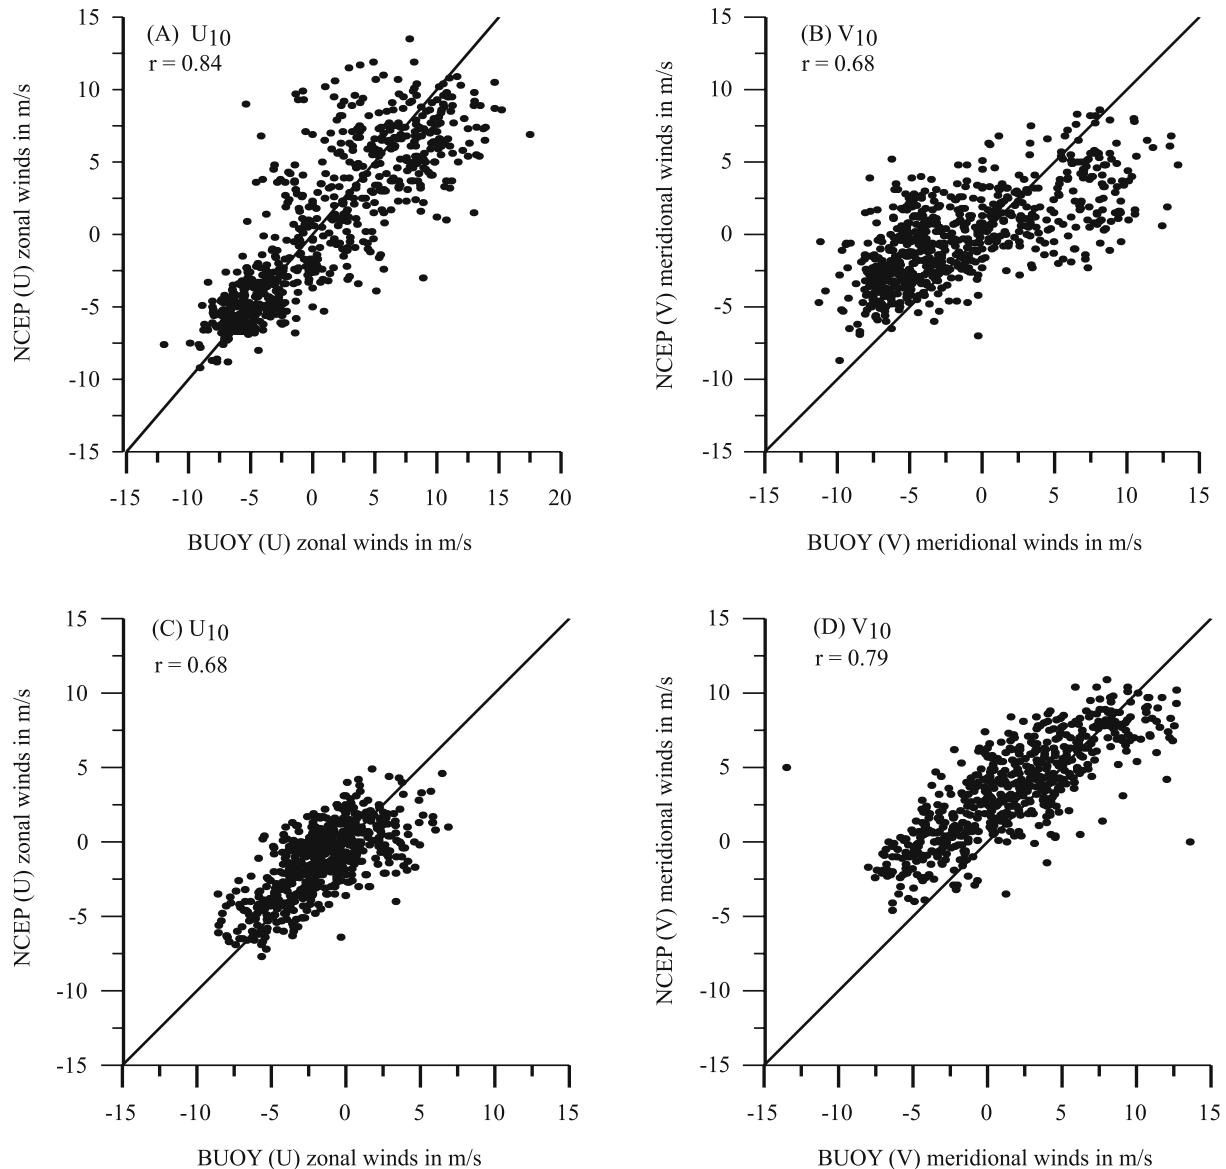 (A) U10
r = 0.84
15
10
5
0
-5
-10
-15
NCEP (U) zonal winds in m/s
-15 -10 -5 0 5 10 15 20
BUOY (U) zonal winds in m/s
(B) V10
r = 0.68
15
10
5
0
-5
-10
-15
NCEP (V) meridional winds in m/s
-15 -10 -5 0 5 10 15
BUOY (V) meridional winds in m/s
(C) U10
r = 0.68
15
10
5
0
-5
-10
-15
NCEP (U) zonal winds in m/s
-15 -10 -5 0 5 10 15
BUOY (U) zonal winds in m/s
(D) V10
r = 0.79
15
10
5
0
-5
-10
-15
NCEP (V) meridional winds in m/s
-15 -10 -5 0 5 10 15
BUOY (V) meridional winds in m/s